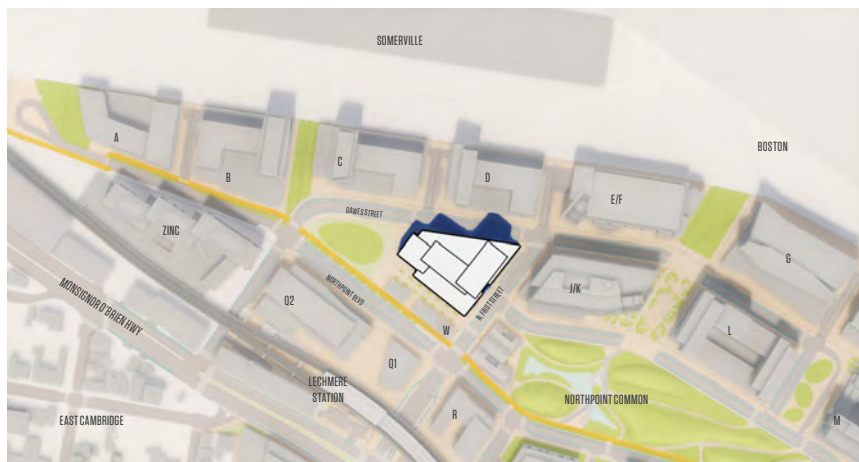 SOMERVILLE
BOSTON
A
B
C
D
E/F
G
DAWES STREET
ZINC
J/K
NORTHPOINT BLVD
N. FIRST STREET
MONSIGNOR O'BRIEN HWY
Q2
W
L
Q1
LECHMERE
STATION
R
NORTHPOINT COMMON
EAST CAMBRIDGE
M